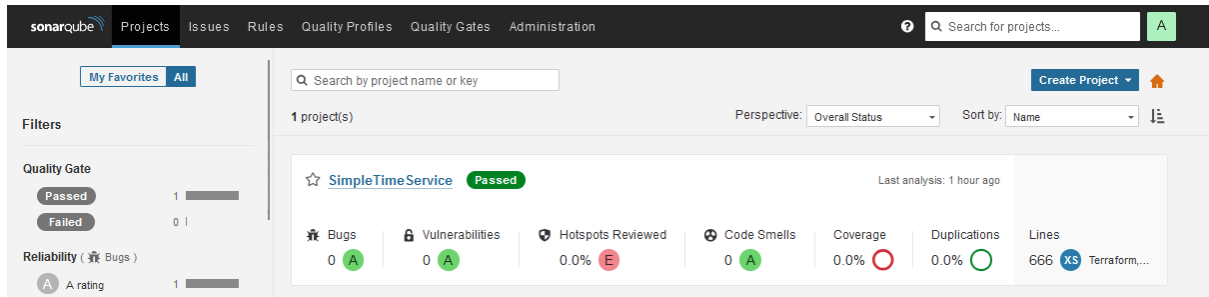 sonarqube Projects Issues Rules Quality Profiles Quality Gates Administration ? Search for projects... A
My Favorites All
Search by project name or key
Create Project
1 project(s)
Perspective: Overall Status
Sort by: Name
Filters
Quality Gate
Passed 1
Failed 0
Reliability ( Bugs )
A A rating 1
SimpleTimeService Passed
Last analysis: 1 hour ago
Bugs Vulnerabilities Hotspots Reviewed Code Smells Coverage Duplications Lines
0 A 0 A 0.0% E 0 A 0.0% 0.0% 666 XS Terraform,...